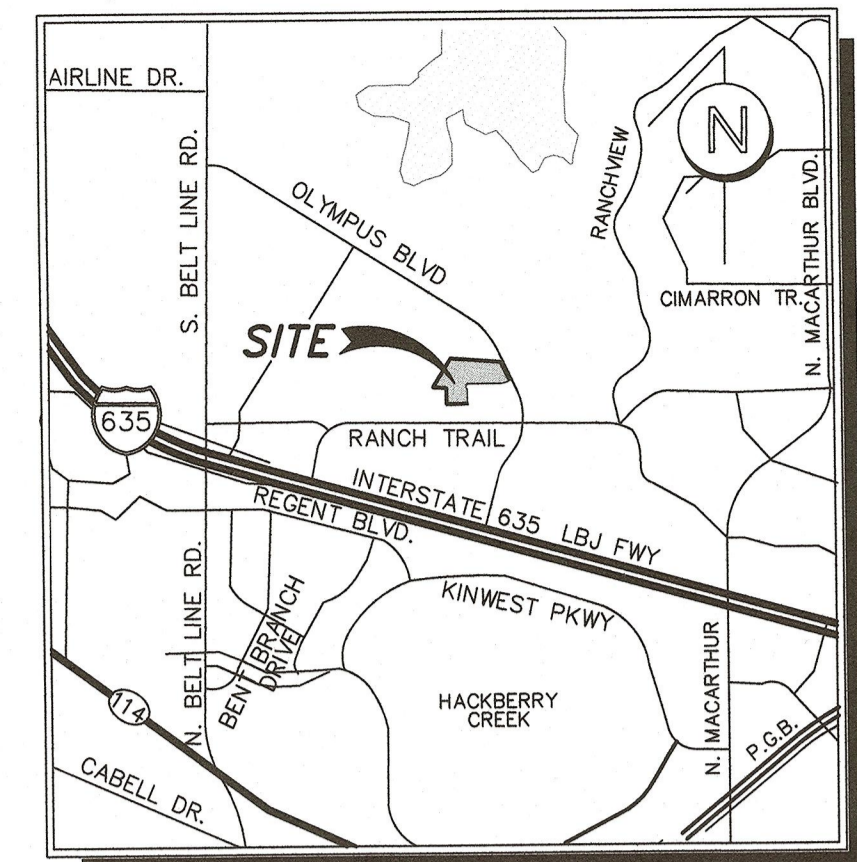 AIRLINE DR.
S. BELT LINE RD.
OLYMPUS BLVD
RANCHVIEW
N
N. MACARTHUR BLVD.
CIMARRON TR.
SITE
635
RANCH TRAIL
INTERSTATE 635 LBJ FWY
REGENT BLVD.
KINWEST PKWY
N. BELT LINE RD.
BENT BRANCH
DRIVE
HACKBERRY
CREEK
N. MACARTHUR
P.G.B.
114
CABELL DR.